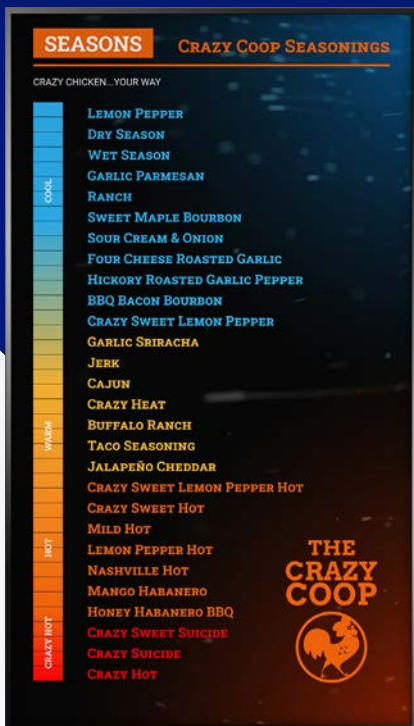 SEASONS
CRAZY COOP SEASONINGS
CRAZY CHICKEN...YOUR WAY
COOL
LEMON PEPPER
DRY SEASON
WET SEASON
GARLIC PARMESAN
RANCH
SWEET MAPLE BOURBON
SOUR CREAM & ONION
FOUR CHEESE ROASTED GARLIC
HICKORY ROASTED GARLIC PEPPER
BBQ BACON BOURBON
CRAZY SWEET LEMON PEPPER
WARM
GARLIC SRIRACHA
JERK
CAJUN
CRAZY HEAT
BUFFALO RANCH
TACO SEASONING
JALAPEÑO CHEDDAR
HOT
CRAZY SWEET LEMON PEPPER HOT
CRAZY SWEET HOT
MILD HOT
LEMON PEPPER HOT
NASHVILLE HOT
MANGO HABANERO
HONEY HABANERO BBQ
CRAZY HOT
CRAZY SWEET SUICIDE
CRAZY SUICIDE
CRAZY HOT
THE
CRAZY
COOP